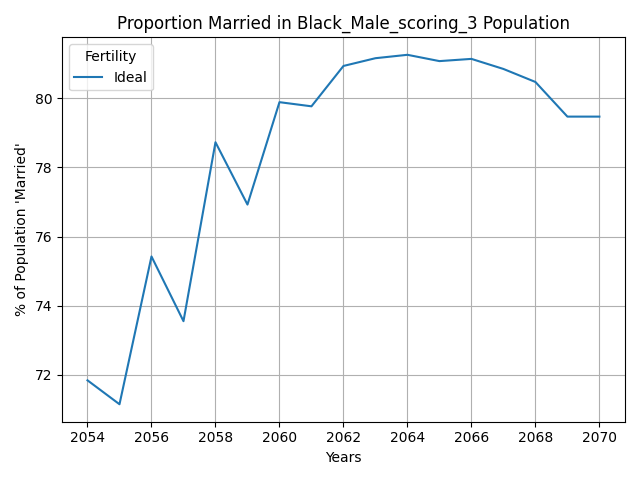 Proportion Married in Black_Male_scoring_3 Population
Fertility
Ideal
% of Population 'Married'
80
78
76
74
72
2054 2056 2058 2060 2062 2064 2066 2068 2070
Years